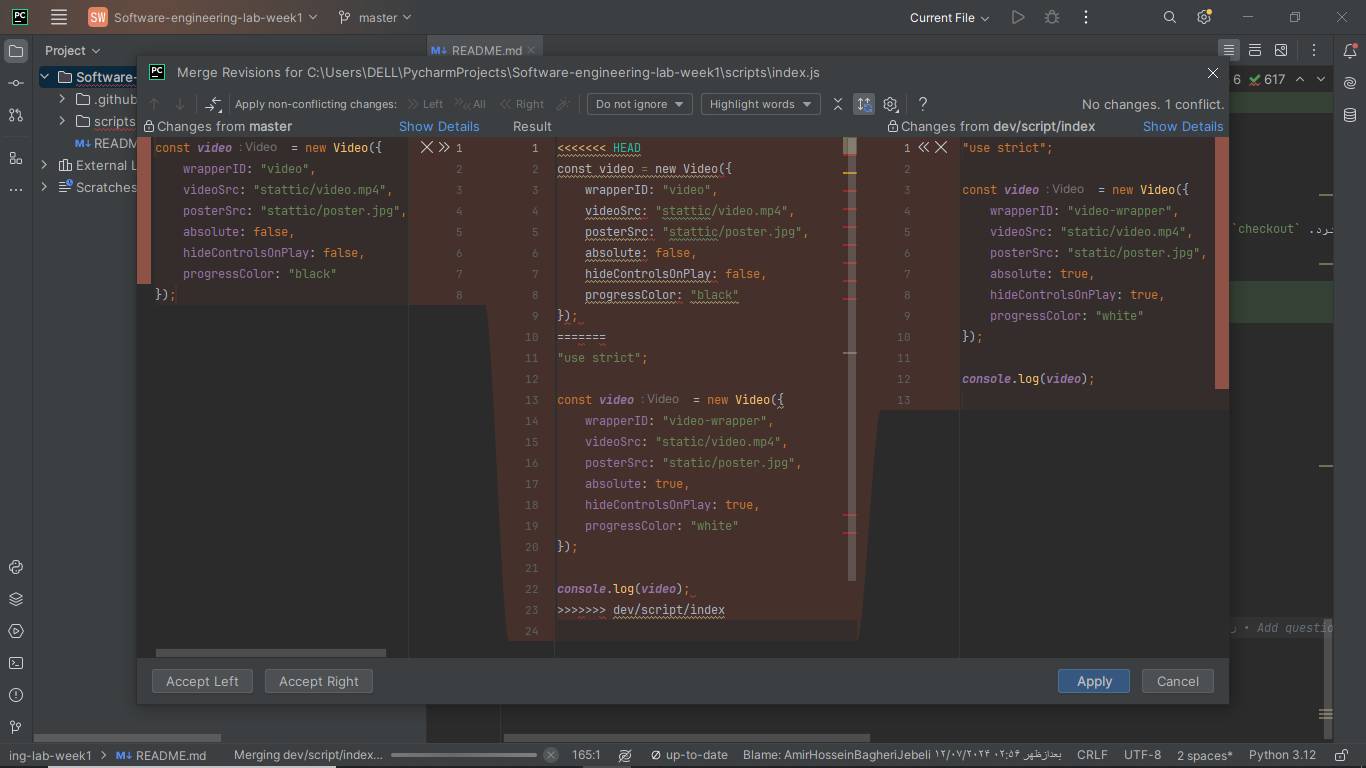 PC
SW Software-engineering-lab-week1
master
Current File
Project
README.md
Software-
.github
scripts
READM
External L
Scratches
6 617
Merge Revisions for C:\Users\DELL\PycharmProjects\Software-engineering-lab-week1\scripts\index.js
Apply non-conflicting changes: Left All Right
Do not ignore
Highlight words
?
No changes. 1 conflict.
Changes from master
Show Details
Result
Changes from dev/script/index
Show Details
const video : Video = new Video({
wrapperID: "video",
videoSrc: "stattic/video.mp4",
posterSrc: "stattic/poster.jpg",
absolute: false,
hideControlsOnPlay: false,
progressColor: "black"
});
1
2
3
4
5
6
7
8
1 <<<<<<< HEAD
2 const video = new Video({
3 wrapperID: "video",
4 videoSrc: "stattic/video.mp4",
5 posterSrc: "stattic/poster.jpg",
6 absolute: false,
7 hideControlsOnPlay: false,
8 progressColor: "black"
9 });
10 =======
11 "use strict";
12
13 const video : Video = new Video({
14 wrapperID: "video-wrapper",
15 videoSrc: "static/video.mp4",
16 posterSrc: "static/poster.jpg",
17 absolute: true,
18 hideControlsOnPlay: true,
19 progressColor: "white"
20 });
21
22 console.log(video);
23 >>>>>>> dev/script/index
24
1 "use strict";
2
3 const video : Video = new Video({
4 wrapperID: "video-wrapper",
5 videoSrc: "static/video.mp4",
6 posterSrc: "static/poster.jpg",
7 absolute: true,
8 hideControlsOnPlay: true,
9 progressColor: "white"
10 });
11
12 console.log(video);
13
`checkout`
• Add questio
Accept Left
Accept Right
Apply
Cancel
ing-lab-week1
README.md
Merging dev/script/index...
165:1
up-to-date
Blame: AmirHosseinBagheriJebeli ۱۲/۰۷/۲۰۲۴ ۰۲:۵۶ بعدازظهر
CRLF
UTF-8
2 spaces*
Python 3.12